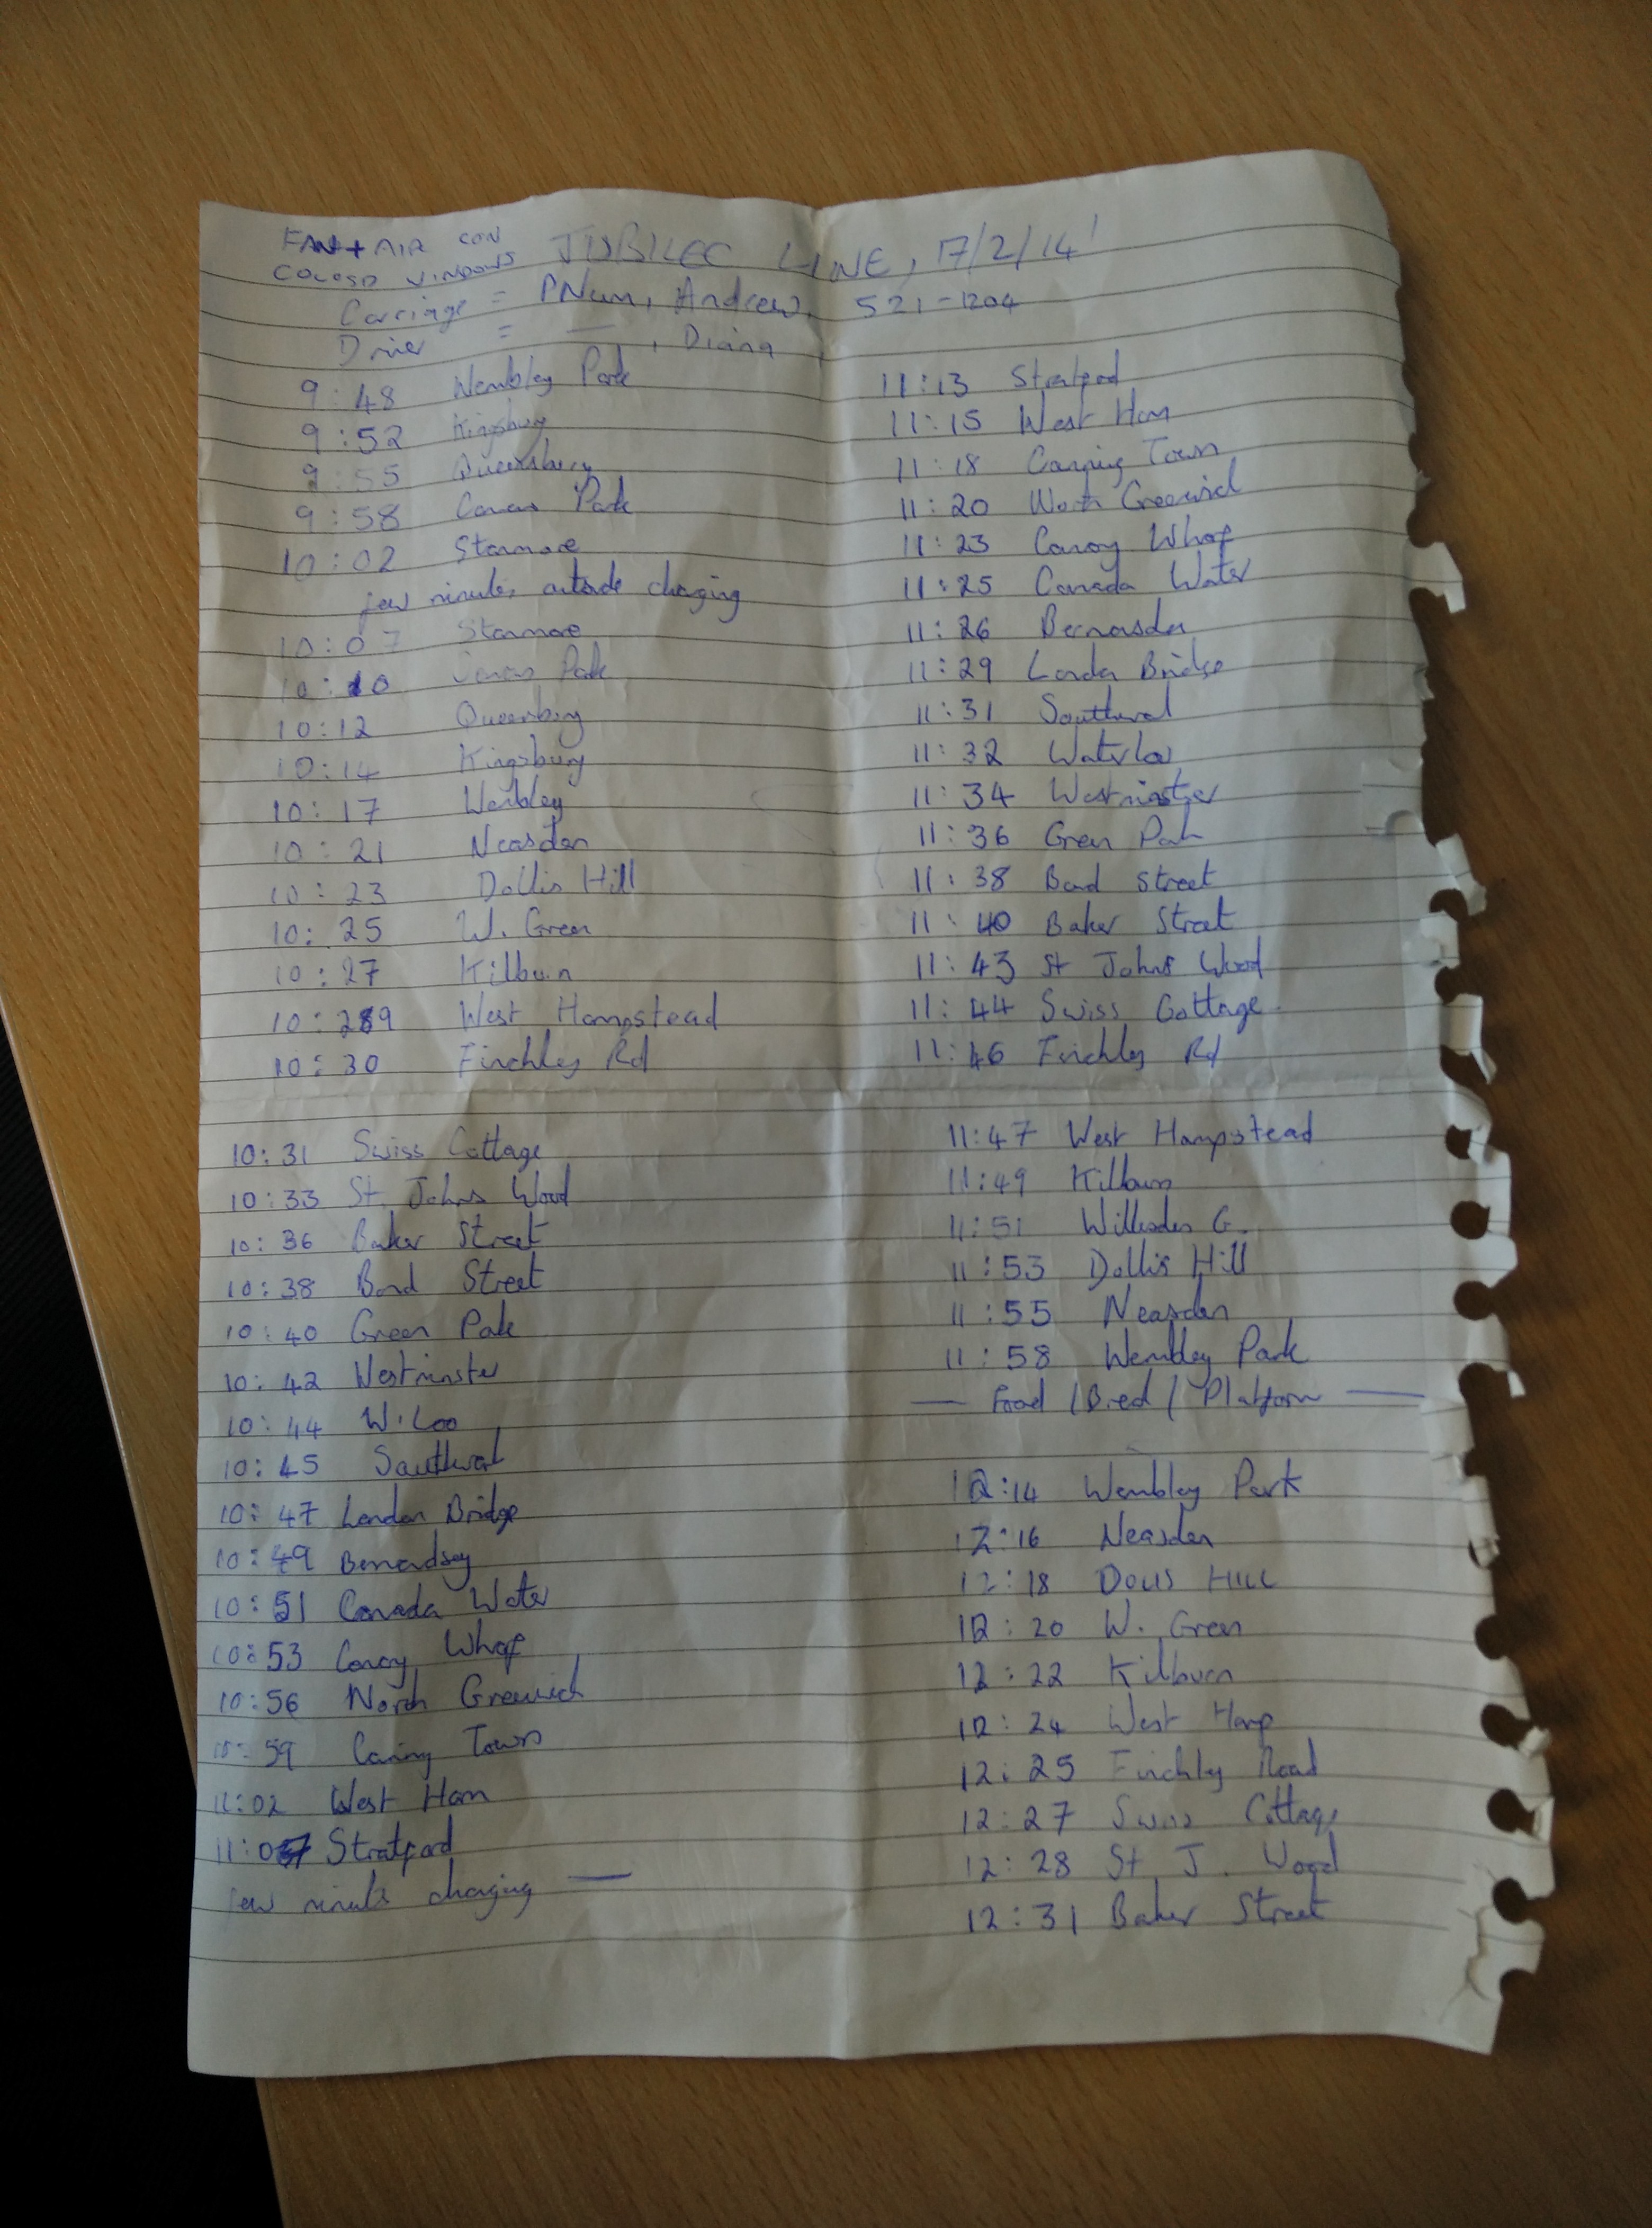 FAN + AIR CON
COLOSD WINDOWS
JUBILEE LINE, 17/2/14
Carriage = PNum, Andrew, 521-1204
Driver = —, Diana
9:48 Wembley Park
9:52 Kingsbury
9:55 Queensbury
9:58 Canons Park
10:02 Stanmore
few minutes outside changing
10:07 Stanmore
10:10 Canons Park
10:12 Queensbury
10:14 Kingsbury
10:17 Wembley
10:21 Neasden
10:23 Dollis Hill
10:25 W. Green
10:27 Kilburn
10:29 West Hampstead
10:30 Finchley Rd
10:31 Swiss Cottage
10:33 St. Johns Wood
10:36 Baker Street
10:38 Bond Street
10:40 Green Park
10:42 Westminster
10:44 W.Loo
10:45 Southwark
10:47 London Bridge
10:49 Bermondsey
10:51 Canada Water
10:53 Canary Wharf
10:56 North Greenwich
10:59 Canning Town
11:02 West Ham
11:07 Stratford
few minutes changing —
11:13 Stratford
11:15 West Ham
11:18 Canning Town
11:20 North Greenwich
11:23 Canary Wharf
11:25 Canada Water
11:26 Bermondsey
11:29 London Bridge
11:31 Southwark
11:32 Waterloo
11:34 Westminster
11:36 Green Park
11:38 Bond Street
11:40 Baker Street
11:43 St Johns Wood
11:44 Swiss Cottage
11:46 Finchley Rd
11:47 West Hampstead
11:49 Kilburn
11:51 Willesden G.
11:53 Dollis Hill
11:55 Neasden
11:58 Wembley Park
— Food / Bred / Platform —
12:14 Wembley Park
12:16 Neasden
12:18 DOLLIS HILL
12:20 W. Green
12:22 Kilburn
12:24 West Hamp
12:25 Finchley Road
12:27 Swiss Cottage
12:28 St J. Wood
12:31 Baker Street